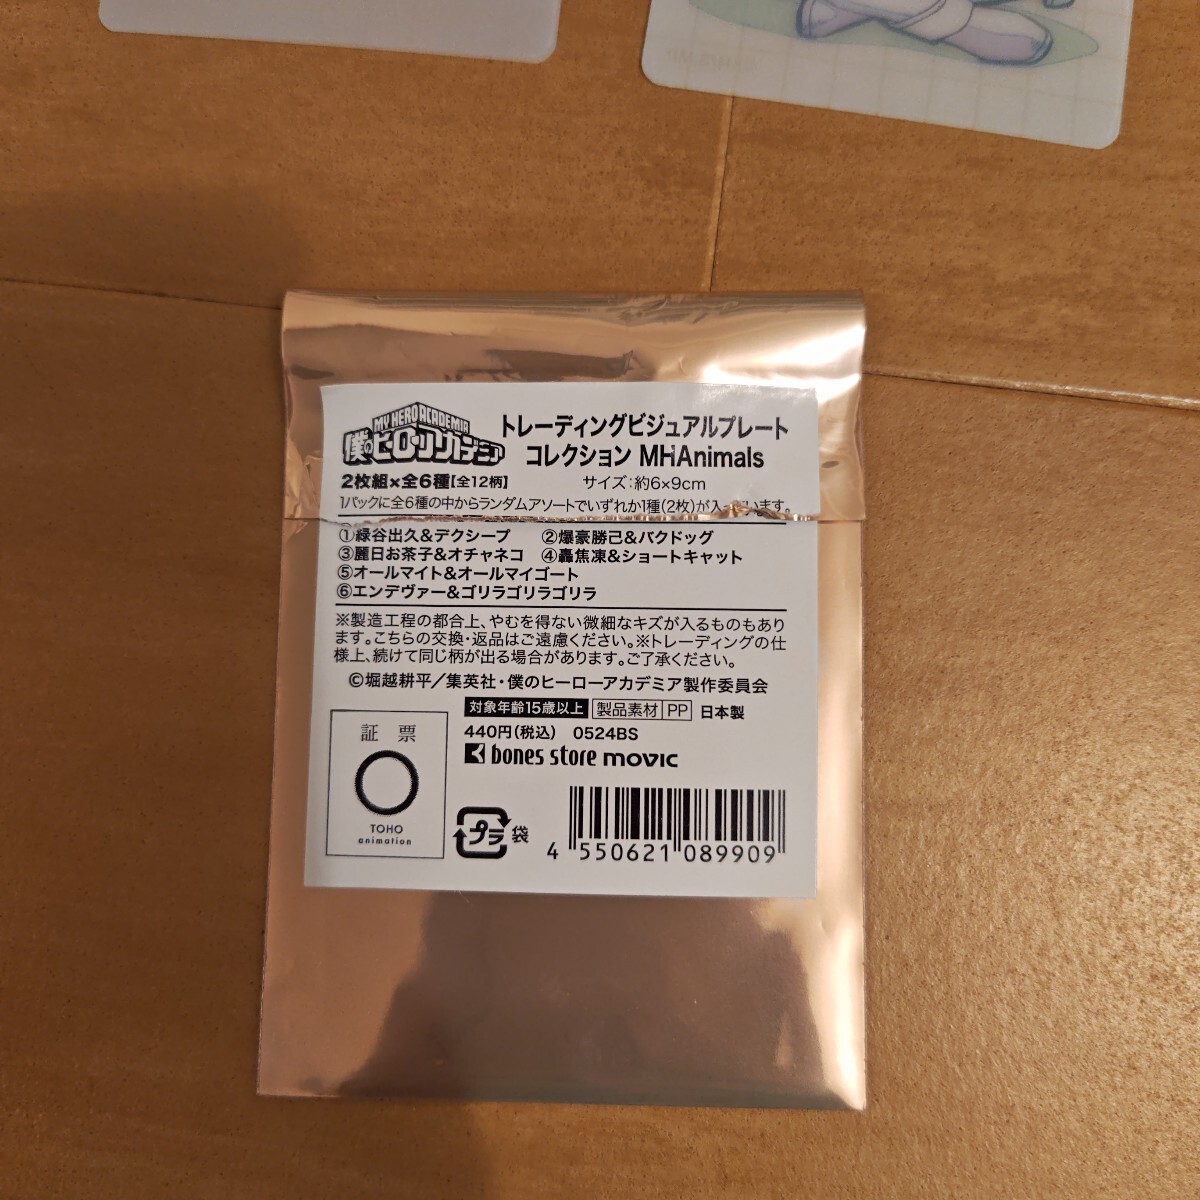 MY HERO ACADEMIA
僕のヒーローアカデミア
トレーディングビジュアルプレート
コレクション MHAnimals
2枚組×全6種[全12柄]
サイズ:約6×9cm
1パックに全6種の中からランダムアソートでいずれか1種(2枚)が入っています。
①緑谷出久&デクシープ ②爆豪勝己&バクドッグ
③麗日お茶子&オチャネコ ④轟焦凍&ショートキャット
⑤オールマイト&オールマイゴート
⑥エンデヴァー&ゴリラゴリラゴリラ
※製造工程の都合上、やむを得ない微細なキズが入るものもあり
ます。こちらの交換・返品はご遠慮ください。※トレーディングの仕
様上、続けて同じ柄が出る場合があります。ご了承ください。
©堀越耕平/集英社・僕のヒーローアカデミア製作委員会
対象年齢15歳以上 製品素材 PP 日本製
440円(税込) 0524BS
bones store movic
証票
TOHO
animation
プラ 袋
4 550621 089909